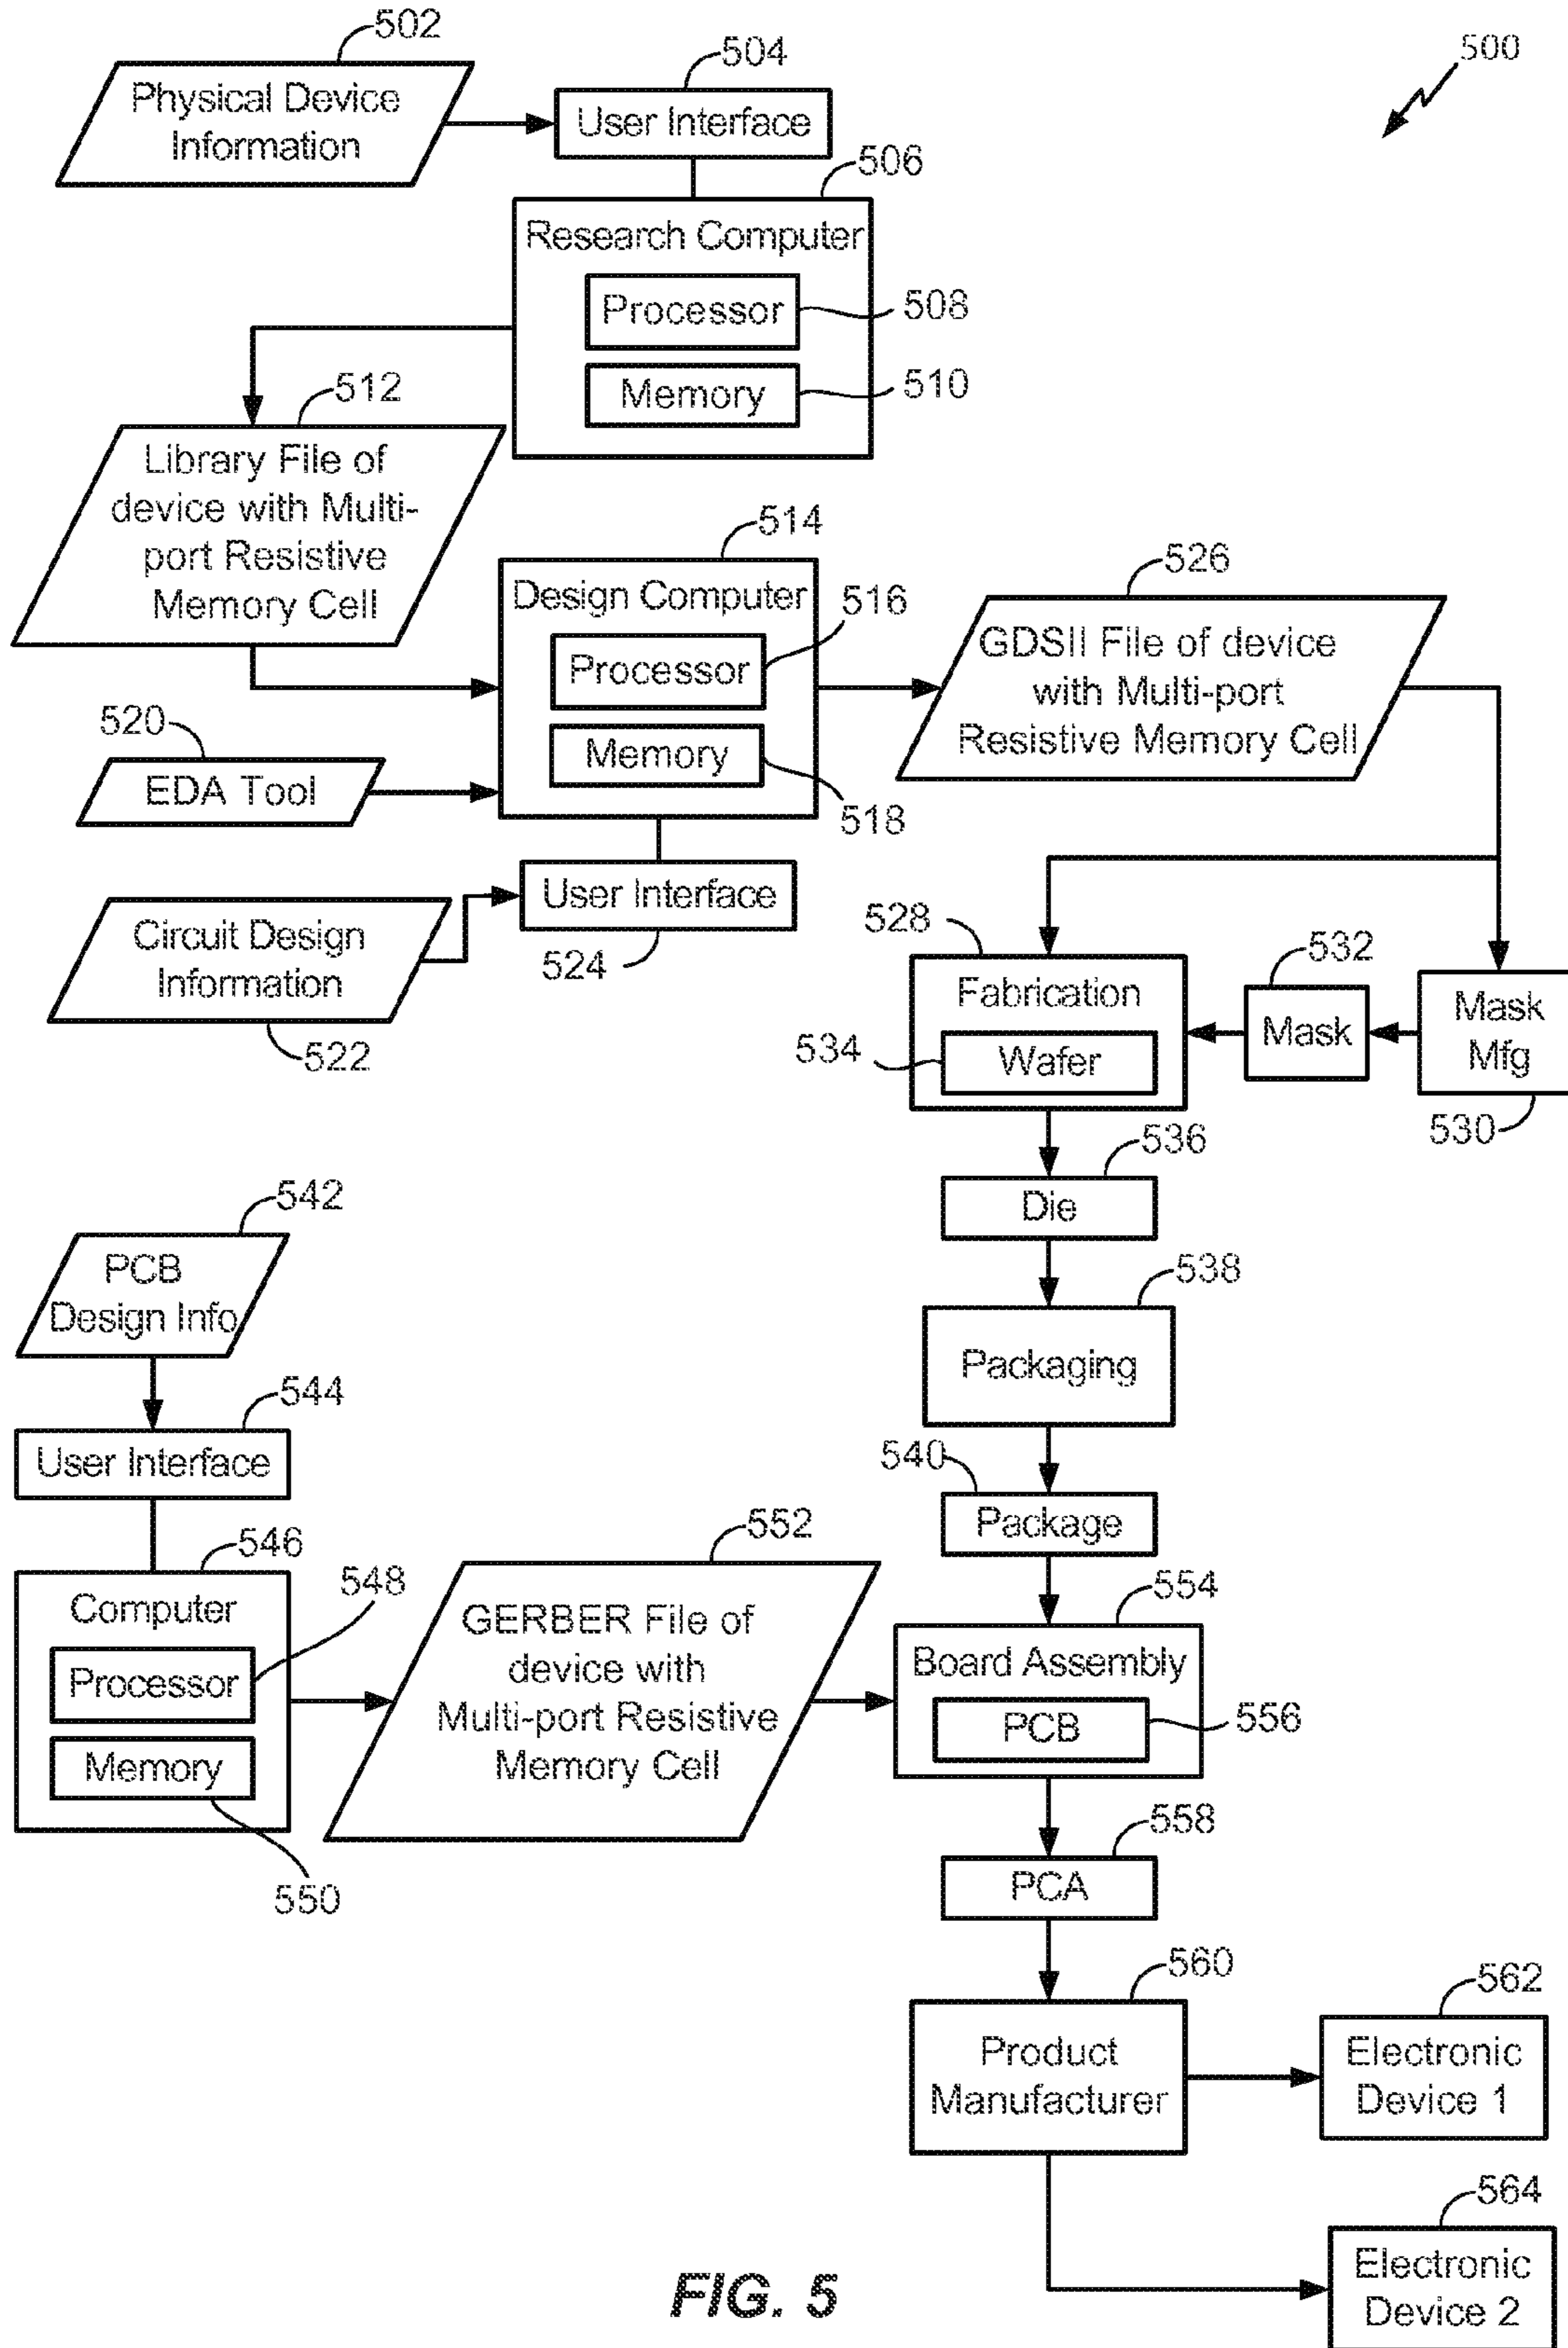 502
Physical Device
Information
504
User Interface
500
506
Research Computer
Processor
508
Memory
510
512
Library File of
device with Multi-
port Resistive
Memory Cell
514
Design Computer
516
Processor
Memory
518
520
EDA Tool
526
GDSII File of device
with Multi-port
Resistive Memory Cell
Circuit Design
Information
522
User Interface
524
528
Fabrication
534
Wafer
532
Mask
Mask
Mfg
530
536
Die
538
Packaging
540
Package
542
PCB
Design Info
544
User Interface
546
Computer
548
Processor
Memory
550
552
GERBER File of
device with
Multi-port Resistive
Memory Cell
554
Board Assembly
PCB
556
558
PCA
560
Product
Manufacturer
562
Electronic
Device 1
564
Electronic
Device 2
FIG. 5